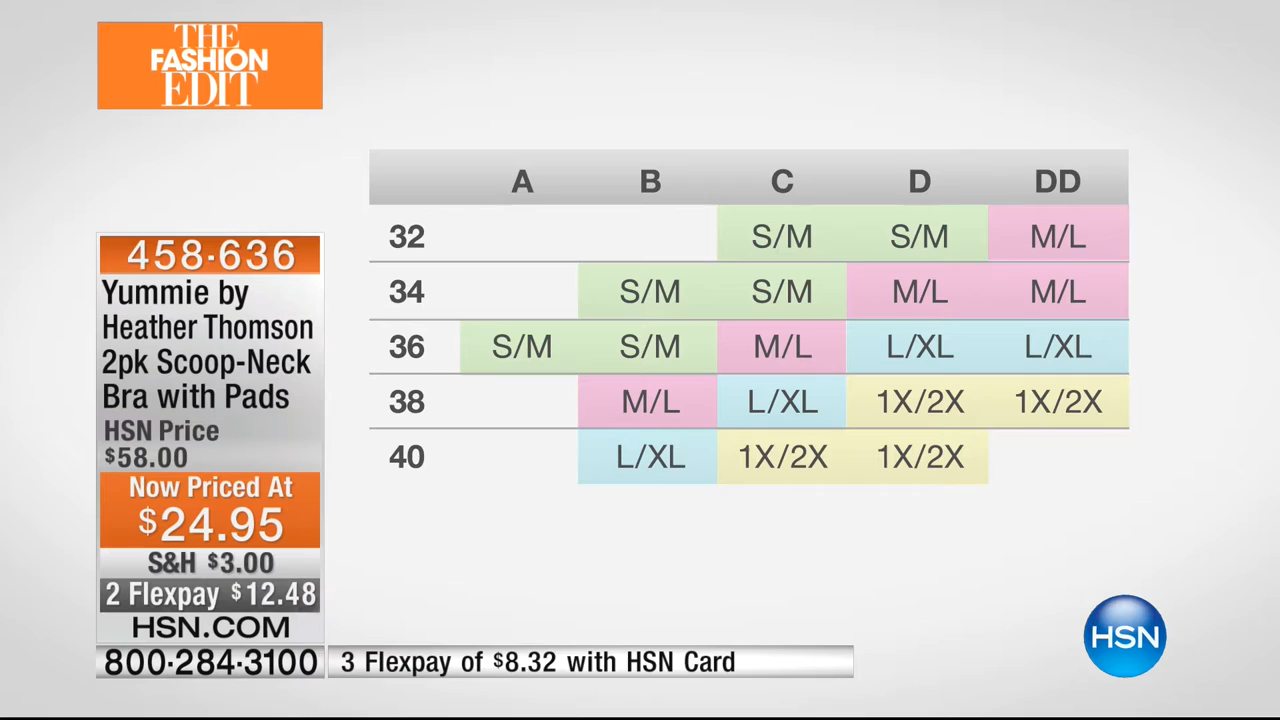 THE
FASHION
EDIT
A B C D DD
32 S/M S/M M/L
34 S/M S/M M/L M/L
36 S/M S/M M/L L/XL L/XL
38 M/L L/XL 1X/2X 1X/2X
40 L/XL 1X/2X 1X/2X
458·636
Yummie by
Heather Thomson
2pk Scoop-Neck
Bra with Pads
HSN Price
$58.00
Now Priced At
$24.95
S&H $3.00
2 Flexpay $12.48
HSN.COM
800·284·3100
3 Flexpay of $8.32 with HSN Card
HSN